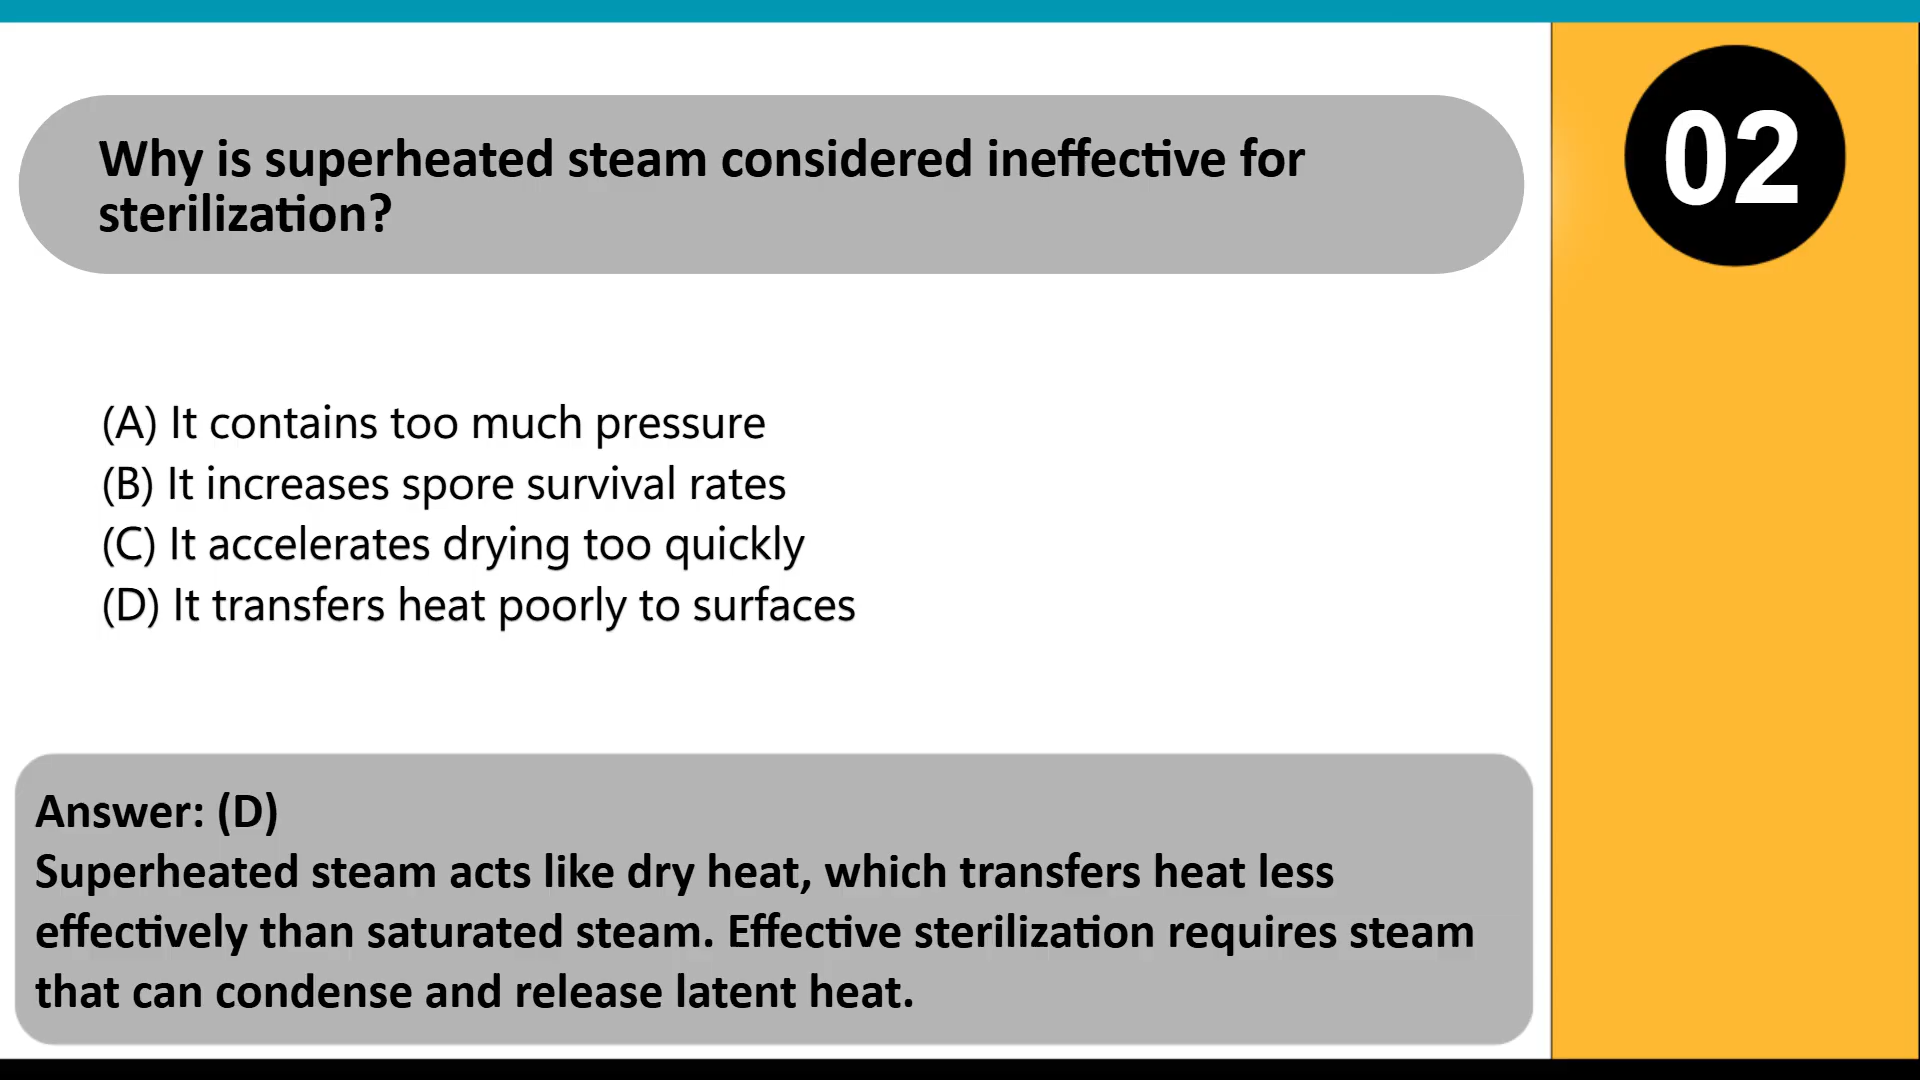 02
Why is superheated steam considered ineffective for
sterilization?
(A) It contains too much pressure
(B) It increases spore survival rates
(C) It accelerates drying too quickly
(D) It transfers heat poorly to surfaces
Answer: (D)
Superheated steam acts like dry heat, which transfers heat less
effectively than saturated steam. Effective sterilization requires steam
that can condense and release latent heat.